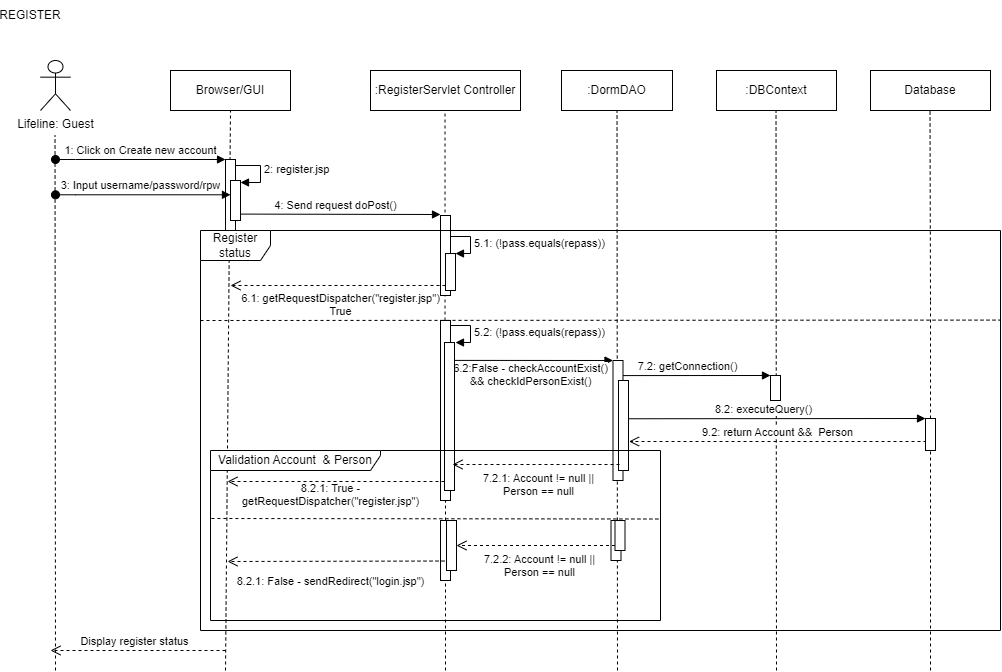 REGISTER
Lifeline: Guest
Browser/GUI
:RegisterServlet Controller
:DormDAO
:DBContext
Database
1: Click on Create new account
2: register.jsp
3: Input username/password/rpw
4: Send request doPost()
Register
status
5.1: (!pass.equals(repass))
6.1: getRequestDispatcher("register.jsp")
True
5.2: (!pass.equals(repass))
6.2:False - checkAccountExist()
&& checkIdPersonExist()
7.2: getConnection()
8.2: executeQuery()
9.2: return Account && Person
Validation Account & Person
7.2.1: Account != null ||
Person == null
8.2.1: True -
getRequestDispatcher("register.jsp")
7.2.2: Account != null ||
Person == null
8.2.1: False - sendRedirect("login.jsp")
Display register status